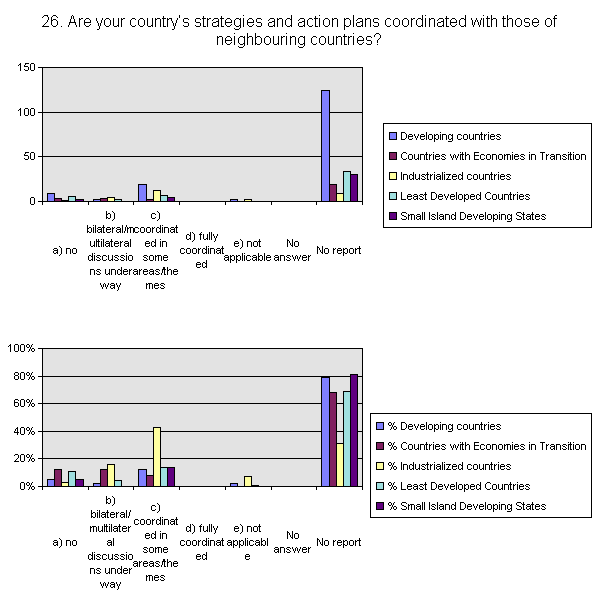 26. Are your country's strategies and action plans coordinated with those of
neighbouring countries?
150
100
50
0
a) no
b)
bilateral/m
ultilateral
discussio
ns under
way
c)
coordinat
ed in
some
areas/the
mes
d) fully
coordinat
ed
e) not
applicable
No
answer
No report
Developing countries
Countries with Economies in Transition
Industrialized countries
Least Developed Countries
Small Island Developing States
100%
80%
60%
40%
20%
0%
a) no
b)
bilateral/
multilater
al
discussio
ns under
way
c)
coordinat
ed in
some
areas/the
mes
d) fully
coordinat
ed
e) not
applicabl
e
No
answer
No report
% Developing countries
% Countries with Economies in Transition
% Industrialized countries
% Least Developed Countries
% Small Island Developing States